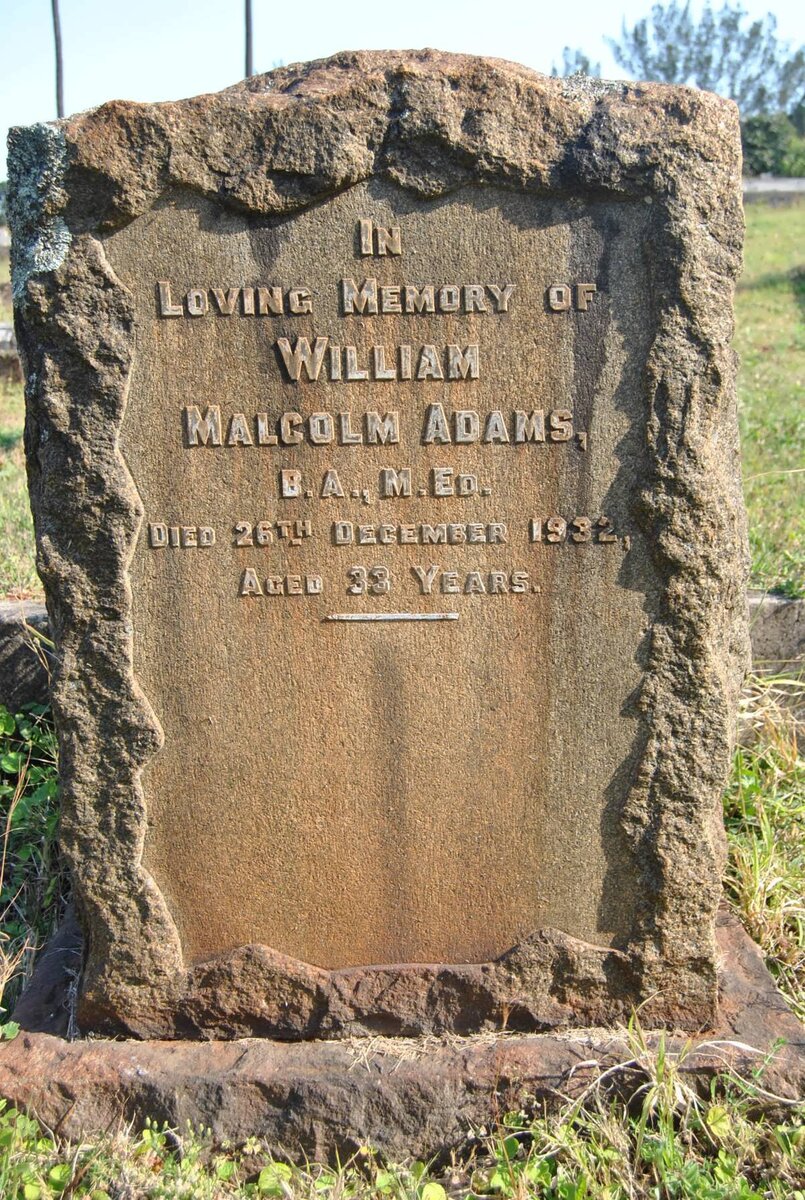 In
Loving Memory of
William
Malcolm Adams,
B.A., M.Ed.
Died 26th December 1932,
Aged 33 Years.